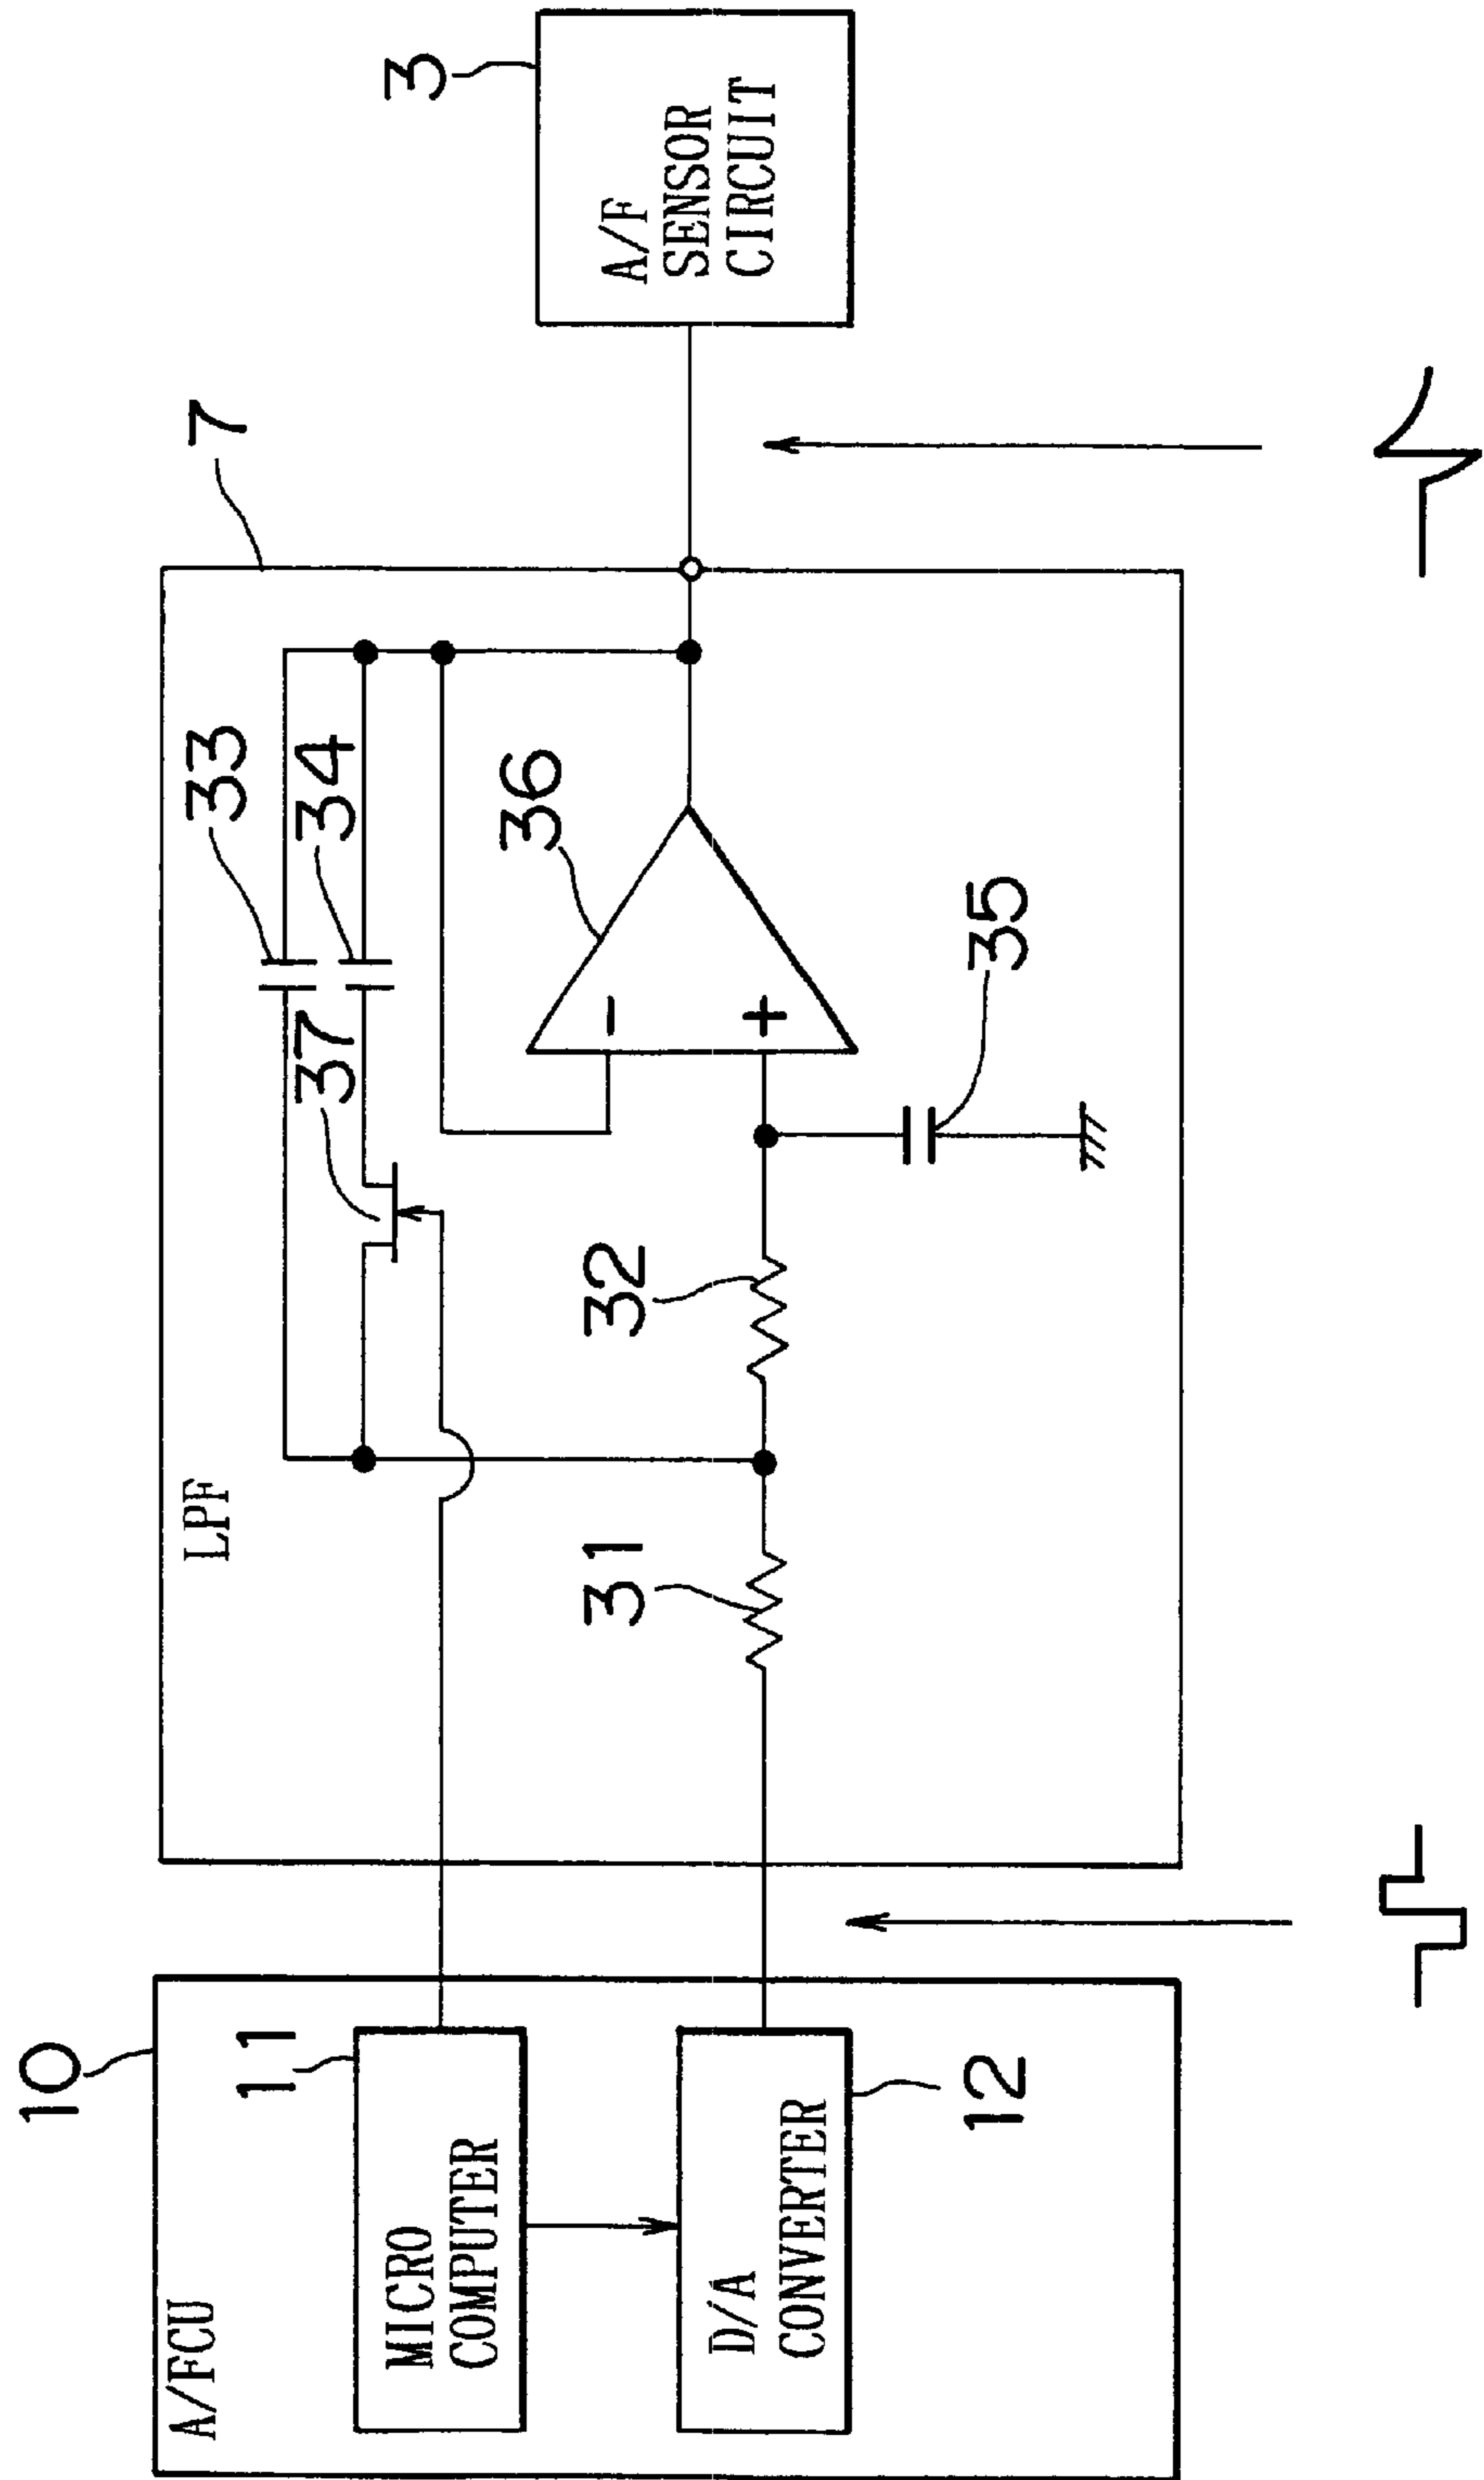 10
A/FCU
11
MICRO
COMPUTER
D/A
CONVERTER
12
7
LPF
33
34
37
36
-
+
31
32
35
3
A/F
SENSOR
CIRCUIT